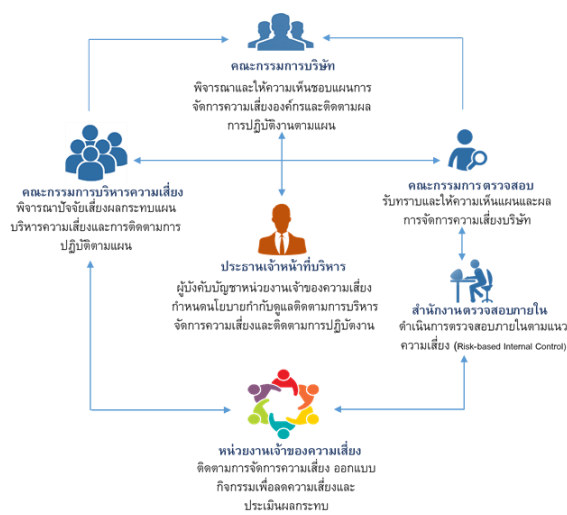 คณะกรรมการบริษัท
พิจารณาและให้ความเห็นชอบแผนการ
จัดการความเสี่ยงองค์กรและติดตามผล
การปฏิบัติงานตามแผน
คณะกรรมการบริหารความเสี่ยง
พิจารณาปัจจัยเสี่ยงผลกระทบแผน
บริหารความเสี่ยงและการติดตามการ
ปฏิบัติตามแผน
คณะกรรมการตรวจสอบ
รับทราบและให้ความเห็นแผนและผล
การจัดการความเสี่ยงบริษัท
ประธานเจ้าหน้าที่บริหาร
ผู้บังคับบัญชาหน่วยงานเจ้าของความเสี่ยง
กำหนดนโยบายกำกับดูแลติดตามการบริหาร
จัดการความเสี่ยงและติดตามการปฏิบัตงาน
สำนักงานตรวจสอบภายใน
ดำเนินการตรวจสอบภายในตามแนว
ความเสี่ยง (Risk-based Internal Control)
หน่วยงานเจ้าของความเสี่ยง
ติดตามการจัดการความเสี่ยง ออกแบบ
กิจกรรมเพื่อลดความเสี่ยงและ
ประเมินผลกระทบ